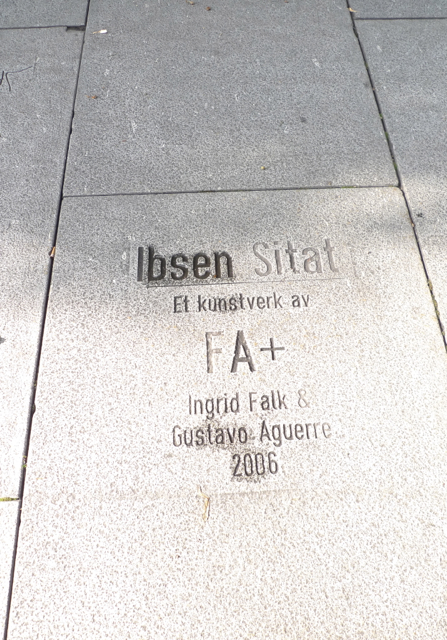 Ibsen Sitat
Et kunstverk av
FA+
Ingrid Falk &
Gustavo Aguerre
2006